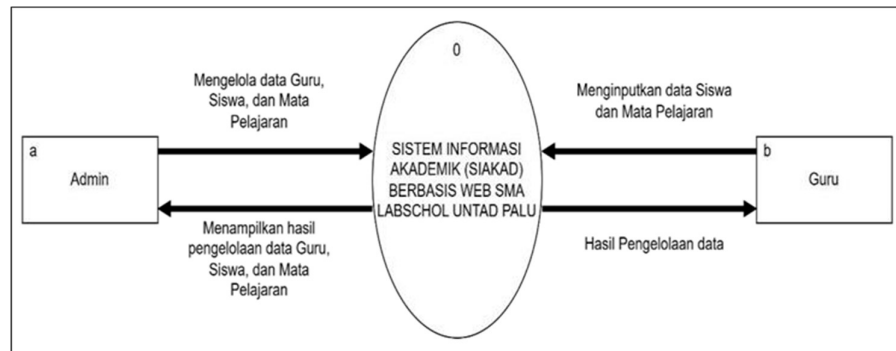 0
Mengelola data Guru,
Siswa, dan Mata
Pelajaran
Menginputkan data Siswa
dan Mata Pelajaran
a
Admin
SISTEM INFORMASI
AKADEMIK (SIAKAD)
BERBASIS WEB SMA
LABSCHOL UNTAD PALU
b
Guru
Menampilkan hasil
pengelolaan data Guru,
Siswa, dan Mata
Pelajaran
Hasil Pengelolaan data